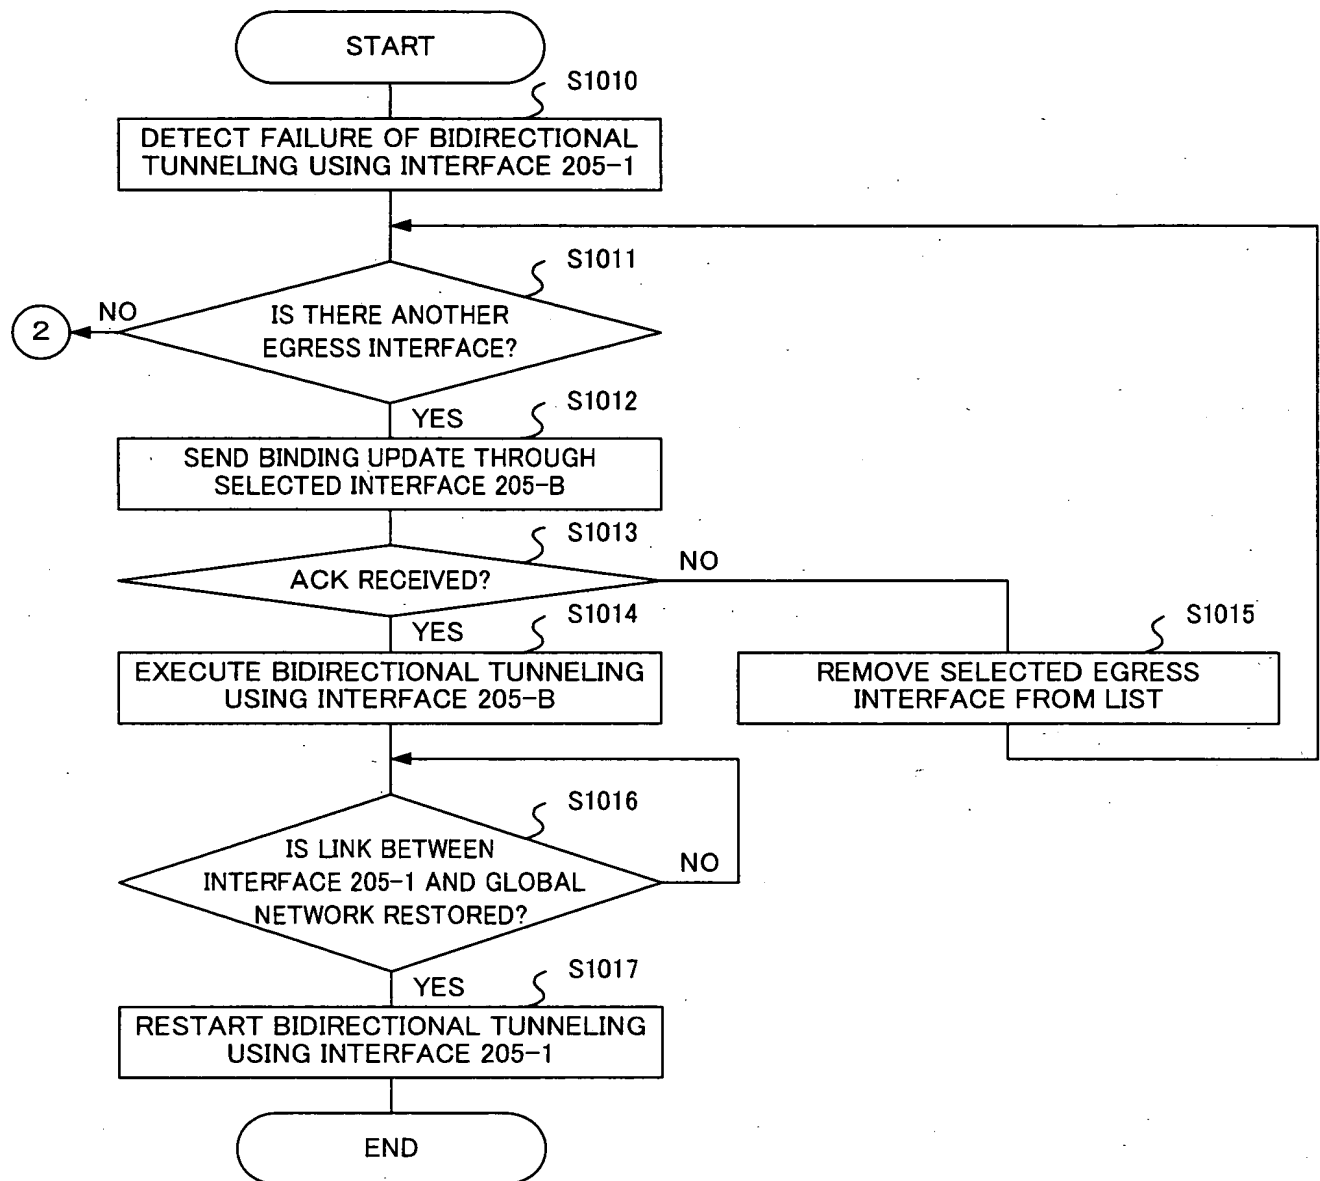 START
S1010
DETECT FAILURE OF BIDIRECTIONAL
TUNNELING USING INTERFACE 205-1
S1011
2
NO
IS THERE ANOTHER
EGRESS INTERFACE?
YES
S1012
SEND BINDING UPDATE THROUGH
SELECTED INTERFACE 205-B
S1013
ACK RECEIVED?
NO
YES
S1014
S1015
EXECUTE BIDIRECTIONAL TUNNELING
USING INTERFACE 205-B
REMOVE SELECTED EGRESS
INTERFACE FROM LIST
S1016
IS LINK BETWEEN
INTERFACE 205-1 AND GLOBAL
NETWORK RESTORED?
NO
YES
S1017
RESTART BIDIRECTIONAL TUNNELING
USING INTERFACE 205-1
END